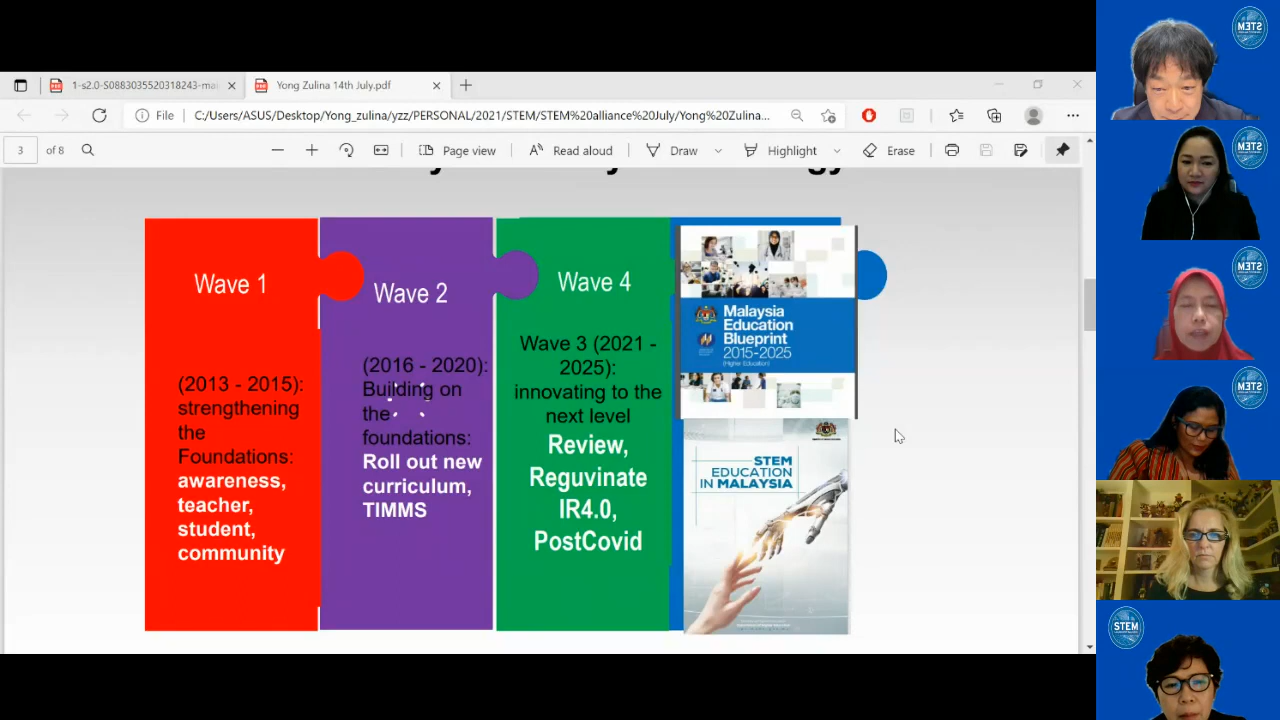 1-s2.0-S0883035520318243-mai
Yong Zulina 14th July.pdf
File
C:/Users/ASUS/Desktop/Yong_zulina/yzz/PERSONAL/2021/STEM/STEM%20alliance%20July/Yong%20Zulina...
3 of 8
Page view
Read aloud
Draw
Highlight
Erase
Wave 1
(2013 - 2015):
strengthening
the
Foundations:
awareness,
teacher,
student,
community
Wave 2
(2016 - 2020):
Building on
the
foundations:
Roll out new
curriculum,
TIMMS
Wave 4
Wave 3 (2021 -
2025):
innovating to the
next level
Review,
Reguvinate
IR4.0,
PostCovid
Malaysia
Education
Blueprint
2015-2025
(Higher Education)
STEM
EDUCATION
IN MALAYSIA
STEM
STEM
STEM
STEM
STEM